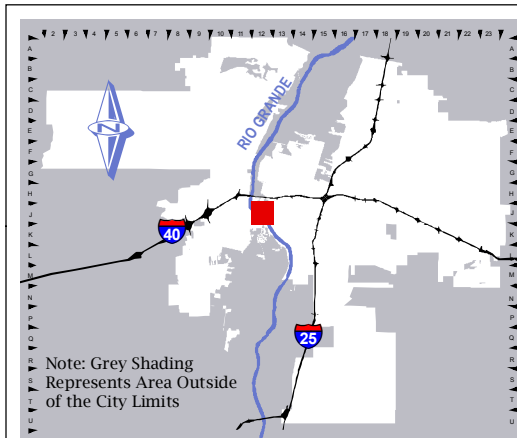 2 3 4 5 6 7 8 9 10 11 12 13 14 15 16 17 18 19 20 21 22 23
A A
B B
C C
D D
E E
F F
G G
H H
J J
K K
L L
M M
N N
P P
Q Q
R R
S S
T T
U U
N
RIO GRANDE
40
25
Note: Grey Shading
Represents Area Outside
of the City Limits